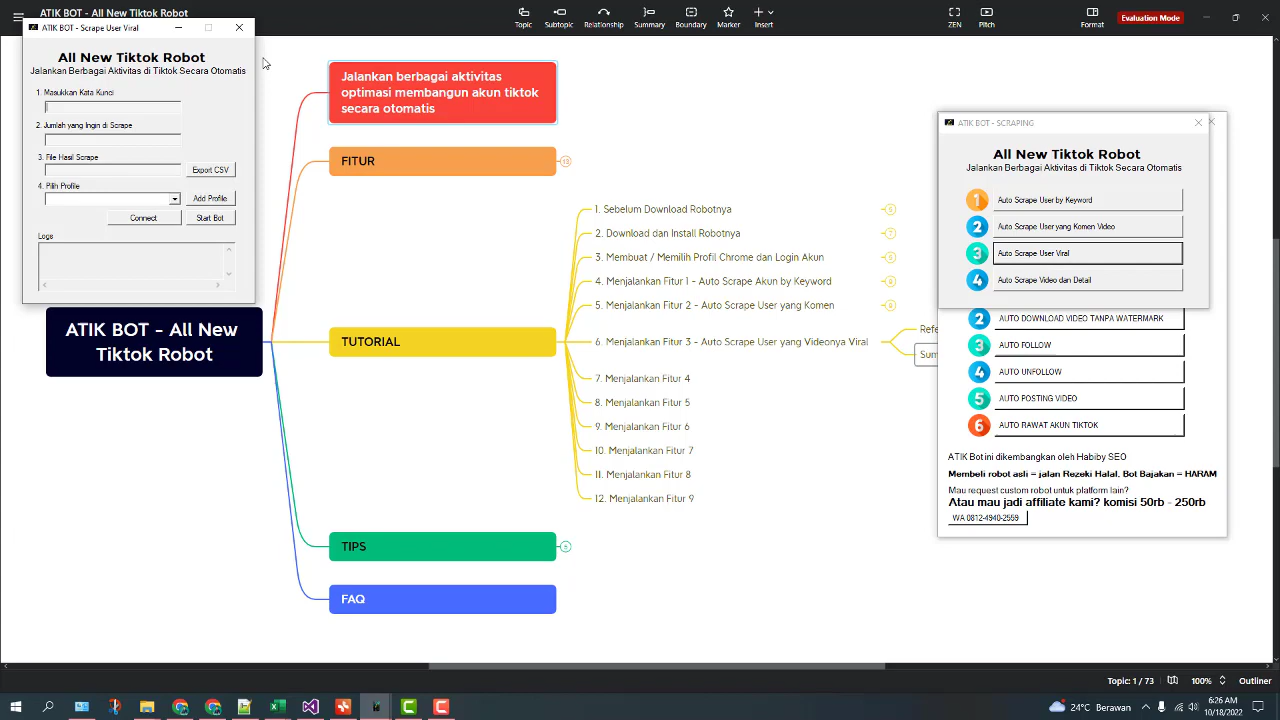 All New Tiktok Robot
Topic
Subtopic
Relationship
Summary
Boundary
Marker
Insert
ZEN
Pitch
Format
Evaluation Mode
ATIK BOT - Scrape User Viral
All New Tiktok Robot
Jalankan Berbagai Aktivitas di Tiktok Secara Otomatis
1. Masukkan Kata Kunci
2. Jumlah yang Ingin di Scrape
3. File Hasil Scrape
Export CSV
4. Pilih Profile
Add Profile
Connect
Start Bot
Logs
ATIK BOT - All New
Tiktok Robot
Jalankan berbagai aktivitas
optimasi membangun akun tiktok
secara otomatis
FITUR
13
TUTORIAL
1. Sebelum Download Robotnya
2. Download dan Install Robotnya
7
3. Membuat / Memilih Profil Chrome dan Login Akun
4. Menjalankan Fitur 1 - Auto Scrape Akun by Keyword
5. Menjalankan Fitur 2 - Auto Scrape User yang Komen
6. Menjalankan Fitur 3 - Auto Scrape User yang Videonya Viral
Refe
Sum
7. Menjalankan Fitur 4
8. Menjalankan Fitur 5
9. Menjalankan Fitur 6
10. Menjalankan Fitur 7
11. Menjalankan Fitur 8
12. Menjalankan Fitur 9
TIPS
FAQ
ATIK BOT - SCRAPING
All New Tiktok Robot
Jalankan Berbagai Aktivitas di Tiktok Secara Otomatis
1 Auto Scrape User by Keyword
2 Auto Scrape User yang Komen Video
3 Auto Scrape User Viral
4 Auto Scrape Video dan Detail
2 AUTO DOWNLOAD VIDEO TANPA WATERMARK
3 AUTO FOLLOW
4 AUTO UNFOLLOW
5 AUTO POSTING VIDEO
6 AUTO RAWAT AKUN TIKTOK
ATIK Bot ini dikembangkan oleh Habiby SEO
Membeli robot asli = jalan Rezeki Halal, Bot Bajakan = HARAM
Mau request custom robot untuk platform lain?
Atau mau jadi affiliate kami? komisi 50rb - 250rb
WA 0812-4940-2559
Topic: 1 / 73
100%
Outliner
24°C Berawan
6:26 AM
10/18/2022